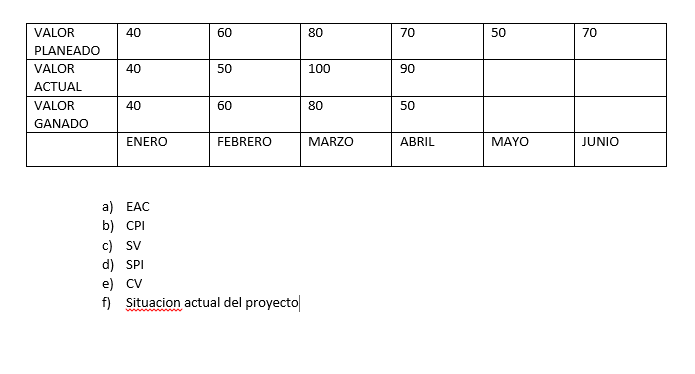 VALOR PLANEADO 40 60 80 70 50 70
VALOR ACTUAL 40 50 100 90
VALOR GANADO 40 60 80 50
ENERO FEBRERO MARZO ABRIL MAYO JUNIO
a) EAC
b) CPI
c) SV
d) SPI
e) CV
f) Situacion actual del proyecto